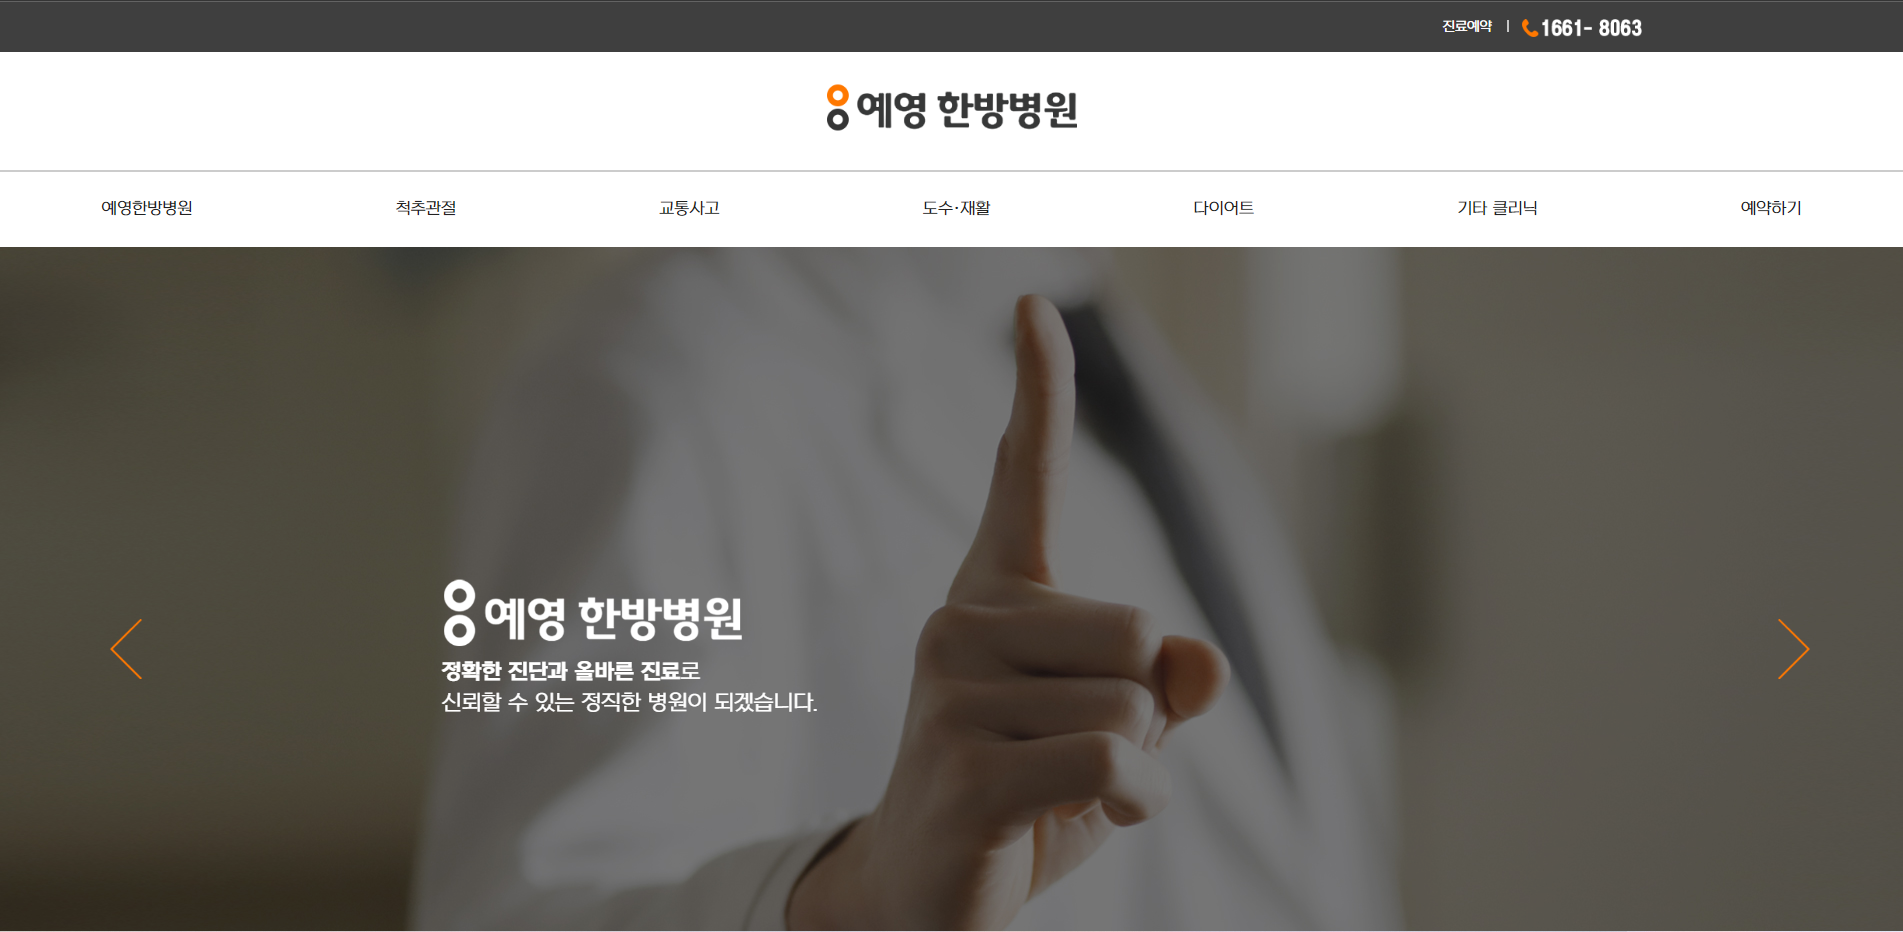 진료예약 | 1661- 8063
예영 한방병원
예영한방병원 척추관절 교통사고 도수·재활 다이어트 기타 클리닉 예약하기
예영 한방병원
정확한 진단과 올바른 진료로
신뢰할 수 있는 정직한 병원이 되겠습니다.